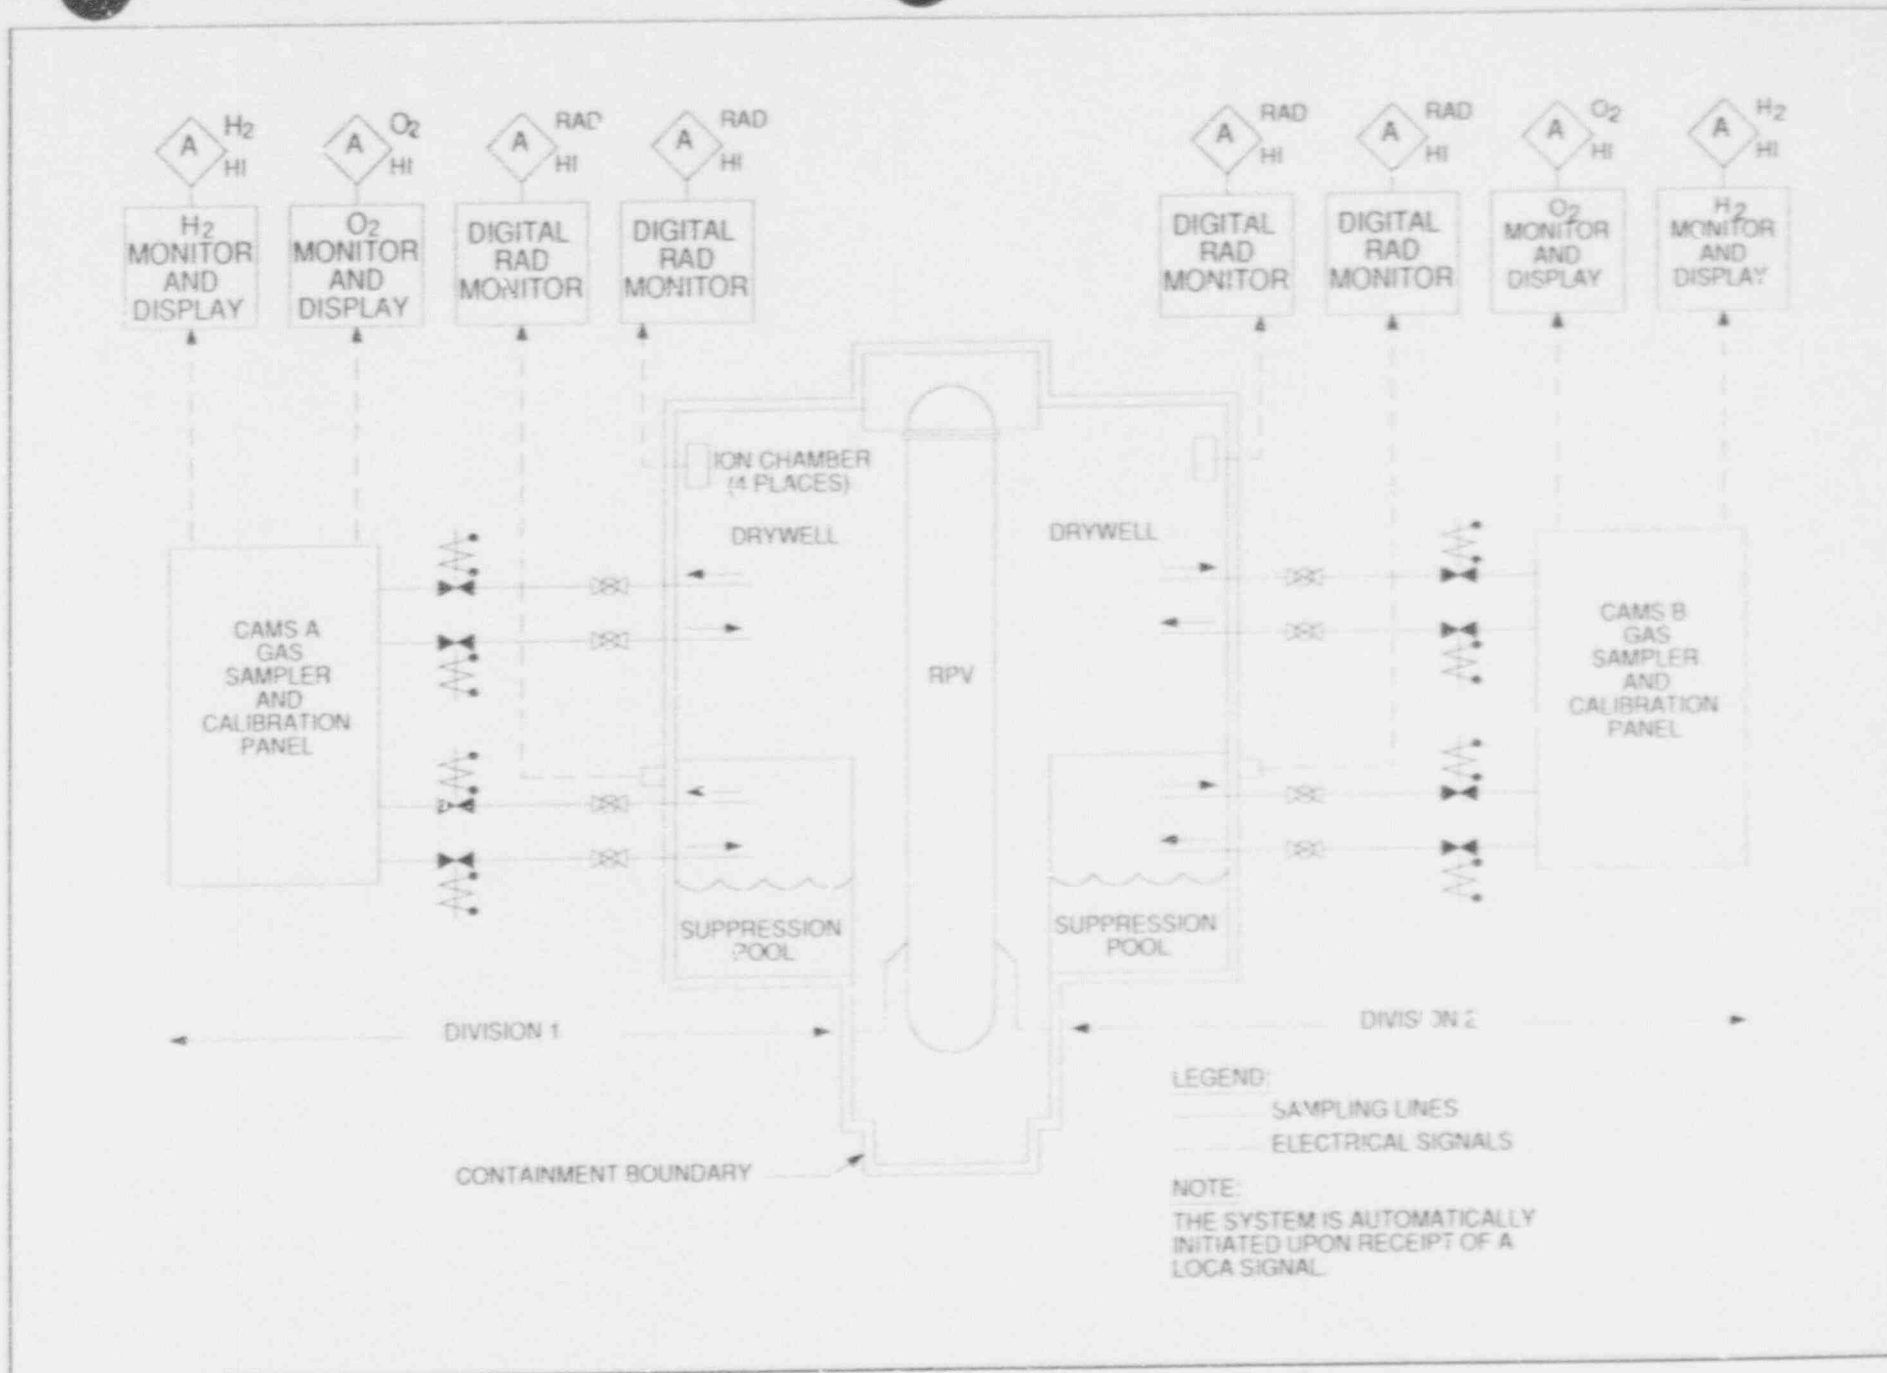 A
H2
HI
A
O2
HI
A
RAD
HI
A
RAD
HI
A
RAD
HI
A
RAD
HI
A
O2
HI
A
H2
HI
H2
MONITOR
AND
DISPLAY
O2
MONITOR
AND
DISPLAY
DIGITAL
RAD
MONITOR
DIGITAL
RAD
MONITOR
DIGITAL
RAD
MONITOR
DIGITAL
RAD
MONITOR
O2
MONITOR
AND
DISPLAY
H2
MONITOR
AND
DISPLAY
ION CHAMBER
(4 PLACES)
DRYWELL
DRYWELL
CAMS A
GAS
SAMPLER
AND
CALIBRATION
PANEL
RPV
CAMS B
GAS
SAMPLER
AND
CALIBRATION
PANEL
SUPPRESSION
POOL
SUPPRESSION
POOL
DIVISION 1
DIVISION 2
LEGEND:
SAMPLING LINES
ELECTRICAL SIGNALS
CONTAINMENT BOUNDARY
NOTE:
THE SYSTEM IS AUTOMATICALLY
INITIATED UPON RECEIPT OF A
LOCA SIGNAL.